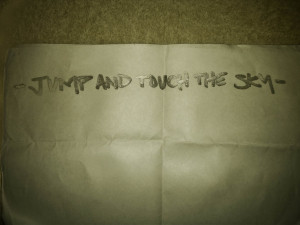 -JUMP AND TOUCH THE SKY-